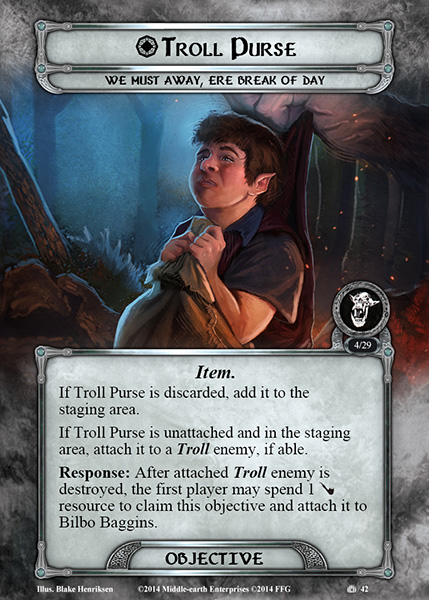 Troll Purse
We Must Away, Ere Break of Day
4/29
Item.
If Troll Purse is discarded, add it to the
staging area.
If Troll Purse is unattached and in the staging
area, attach it to a Troll enemy, if able.
Response: After attached Troll enemy is
destroyed, the first player may spend 1
resource to claim this objective and attach it to
Bilbo Baggins.
Objective
Illus. Blake Henriksen ©2014 Middle-earth Enterprises ©2014 FFG 42